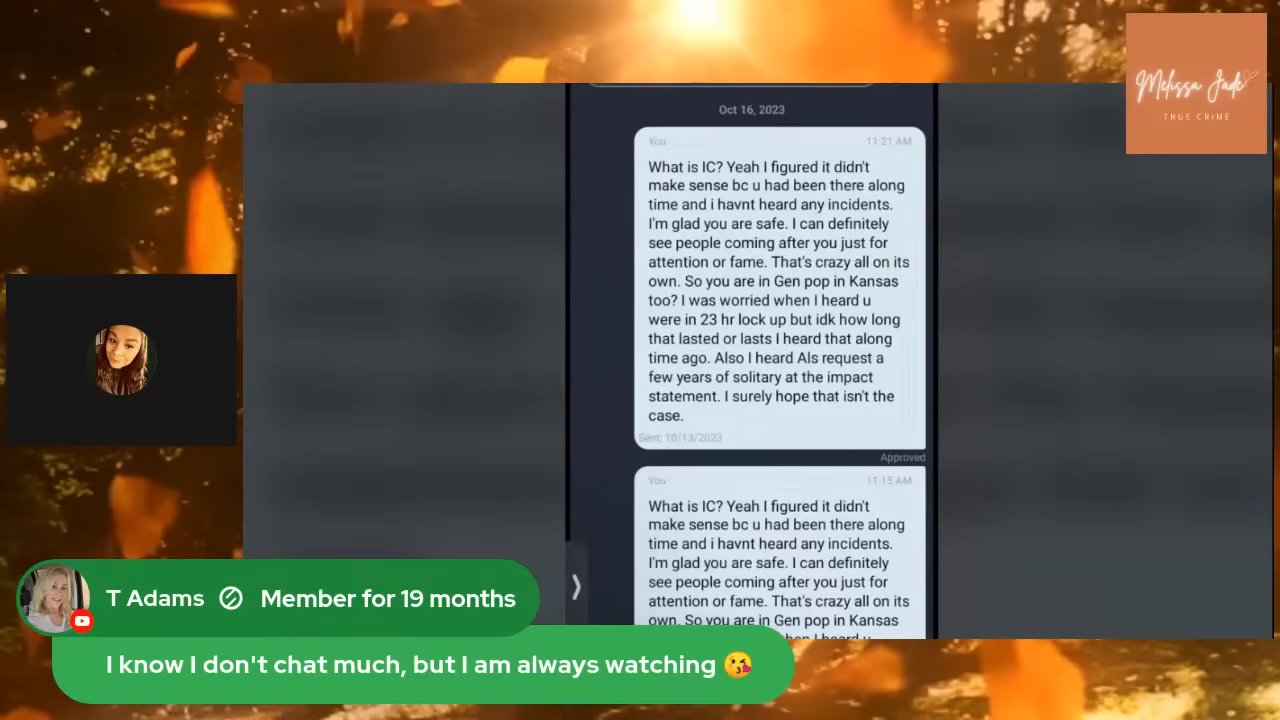 Melissa Jade
TRUE CRIME
Oct 16, 2023
You 11:21 AM
What is IC? Yeah I figured it didn't
make sense bc u had been there along
time and i havnt heard any incidents.
I'm glad you are safe. I can definitely
see people coming after you just for
attention or fame. That's crazy all on its
own. So you are in Gen pop in Kansas
too? I was worried when I heard u
were in 23 hr lock up but idk how long
that lasted or lasts I heard that along
time ago. Also I heard Als request a
few years of solitary at the impact
statement. I surely hope that isn't the
case.
Sent: 10/13/2023
Approved
You 11:15 AM
What is IC? Yeah I figured it didn't
make sense bc u had been there along
time and i havnt heard any incidents.
I'm glad you are safe. I can definitely
see people coming after you just for
attention or fame. That's crazy all on its
own. So you are in Gen pop in Kansas
T Adams Member for 19 months
I know I don't chat much, but I am always watching 😘